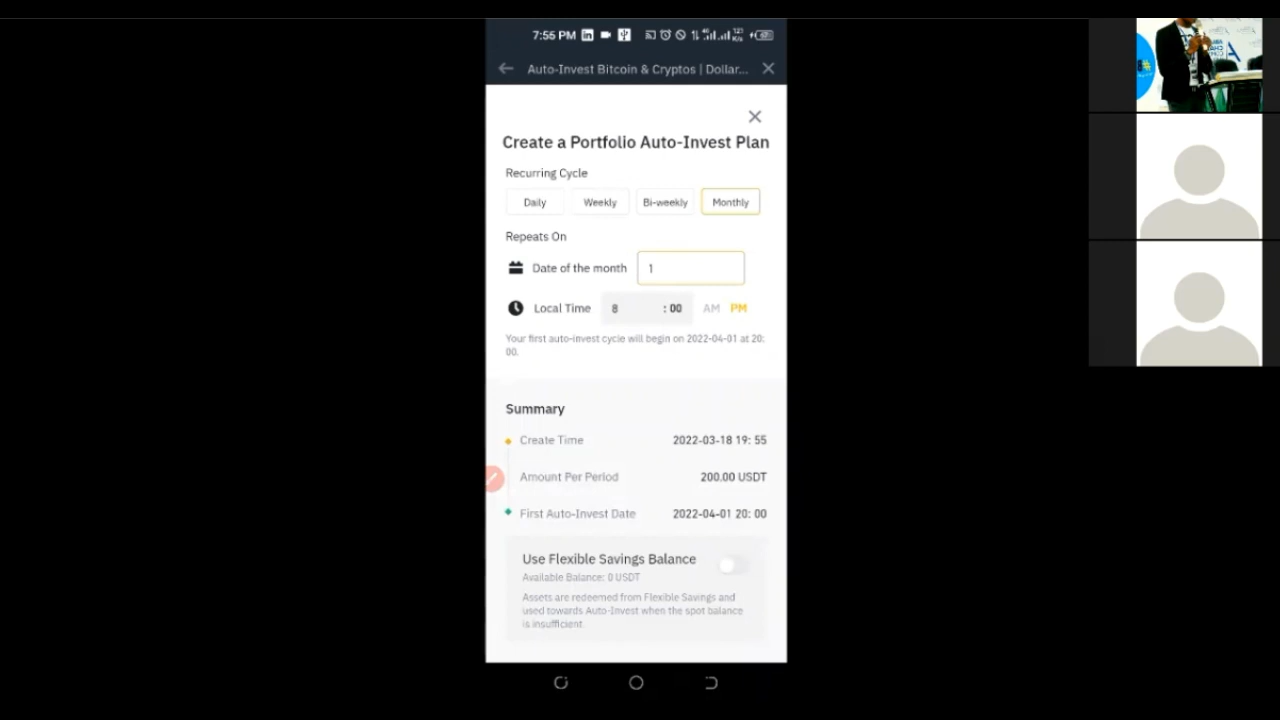 7:55 PM
Auto-Invest Bitcoin & Cryptos | Dollar...
Create a Portfolio Auto-Invest Plan
Recurring Cycle
Daily Weekly Bi-weekly Monthly
Repeats On
Date of the month 1
Local Time 8 : 00 AM PM
Your first auto-invest cycle will begin on 2022-04-01 at 20:
00.
Summary
Create Time 2022-03-18 19: 55
Amount Per Period 200.00 USDT
First Auto-Invest Date 2022-04-01 20: 00
Use Flexible Savings Balance
Available Balance: 0 USDT
Assets are redeemed from Flexible Savings and
used towards Auto-Invest when the spot balance
is insufficient.